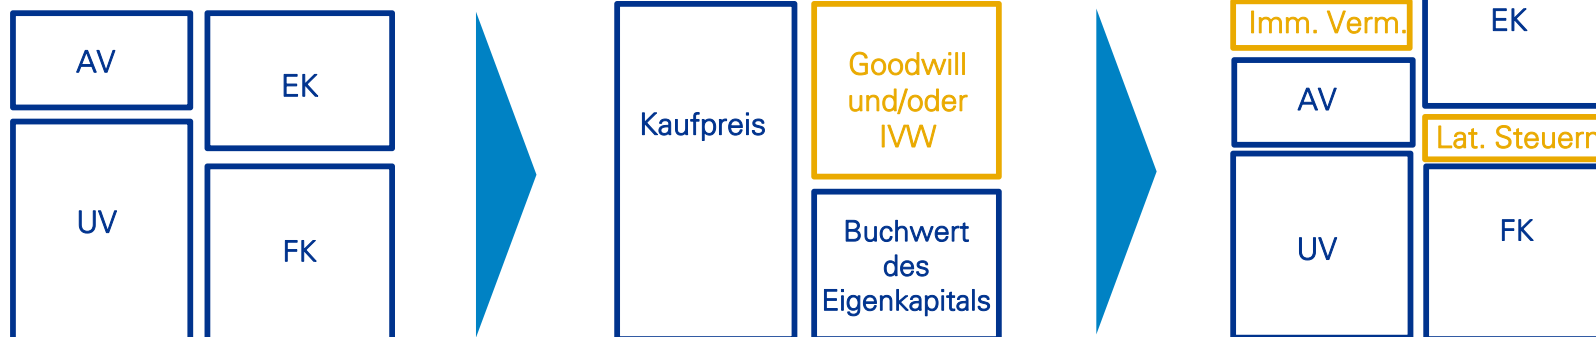 AV
EK
UV
FK
Kaufpreis
Goodwill
und/oder
IVW
Buchwert
des
Eigenkapitals
Imm. Verm.
EK
AV
Lat. Steuern
UV
FK